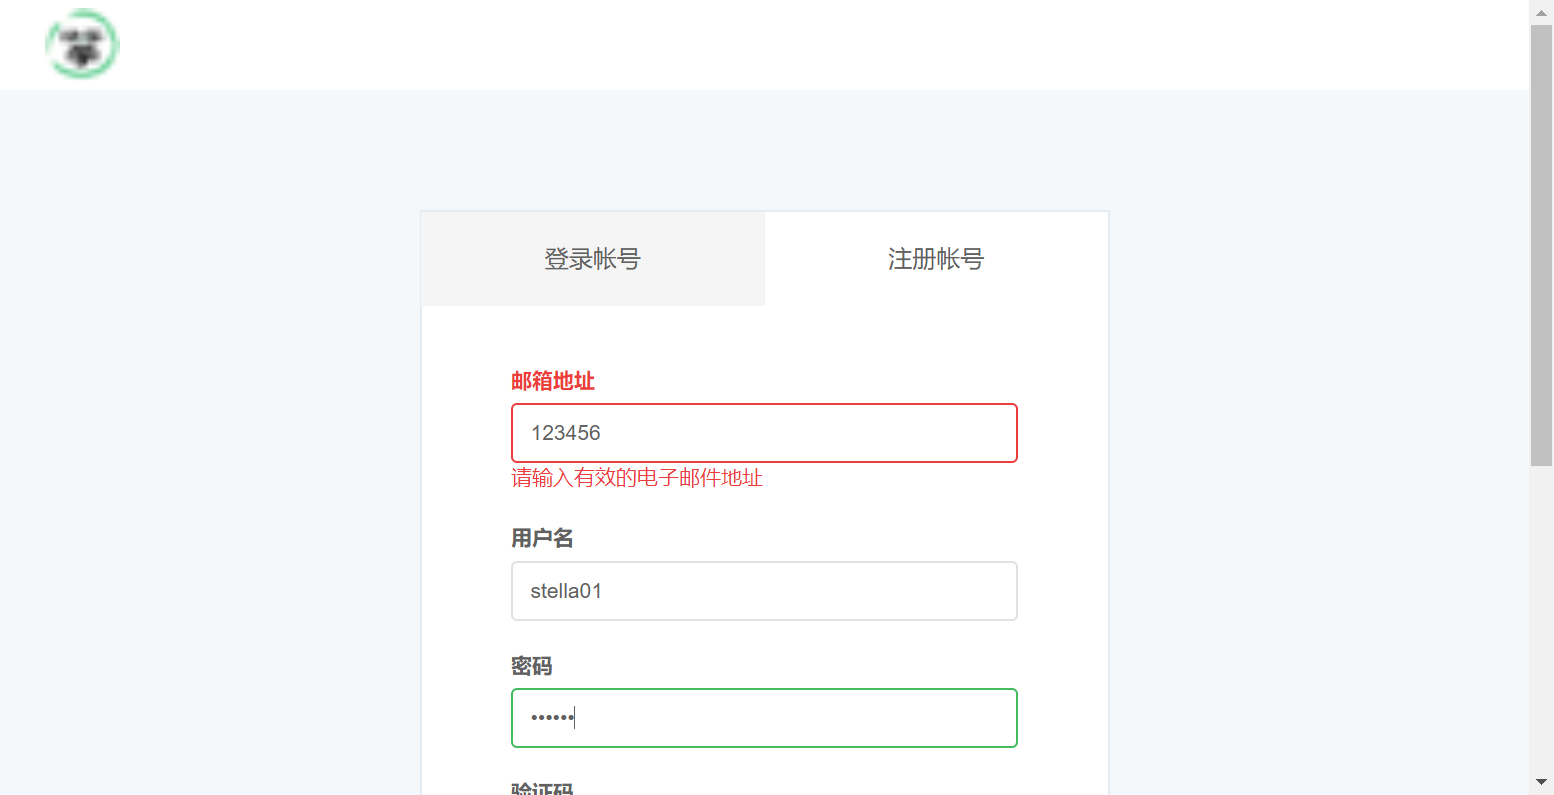 登录帐号 注册帐号
邮箱地址
123456
请输入有效的电子邮件地址
用户名
stella01
密码
••••••
验证码